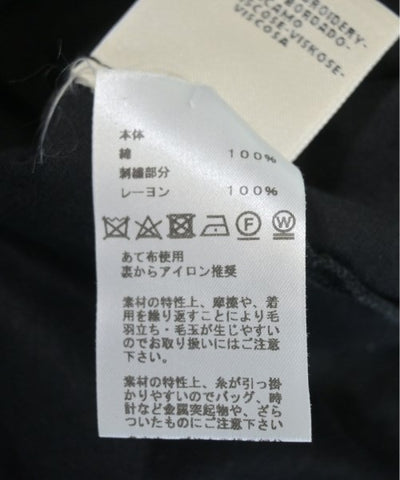 BROIDERY-
BORDADO-
VISCOSE-VISKOSE-
VISCOSA
本体
綿 100%
刺繍部分
レーヨン 100%
F W
あて布使用
裏からアイロン推奨
素材の特性上、摩擦や、着
用を繰り返すことにより毛
羽立ち・毛玉が生じやすい
のでお取り扱いにはご注意
下さい。
素材の特性上、糸が引っ掛
かりやすいのでバッグ、時
計など金属突起物や、ざら
ついたものにご注意下さい